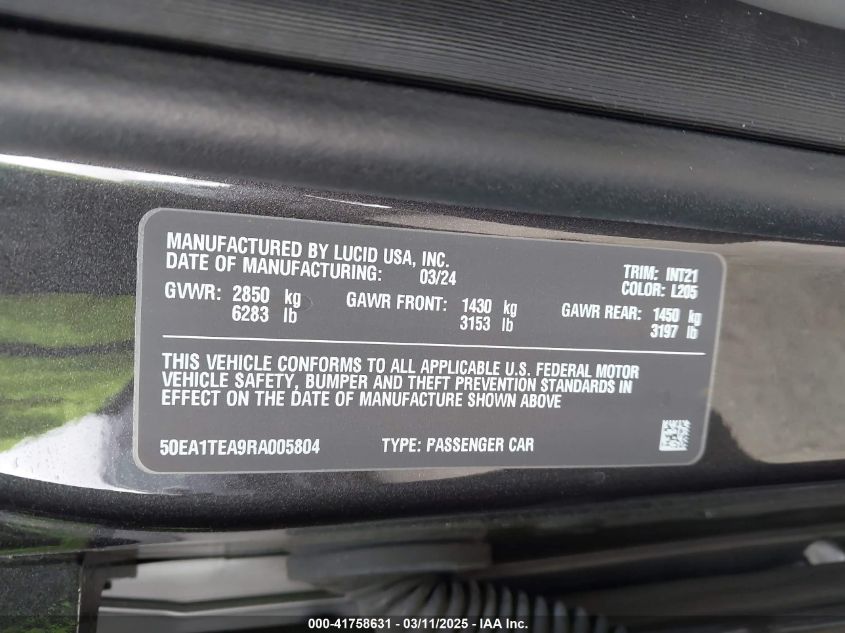 MANUFACTURED BY LUCID USA, INC.
DATE OF MANUFACTURING: 03/24
TRIM: INT21
COLOR: L205
GVWR: 2850 kg
6283 lb
GAWR FRONT: 1430 kg
3153 lb
GAWR REAR: 1450 kg
3197 lb
THIS VEHICLE CONFORMS TO ALL APPLICABLE U.S. FEDERAL MOTOR
VEHICLE SAFETY, BUMPER AND THEFT PREVENTION STANDARDS IN
EFFECT ON THE DATE OF MANUFACTURE SHOWN ABOVE
50EA1TEA9RA005804 TYPE: PASSENGER CAR
000-41758631 - 03/11/2025 - IAA Inc.